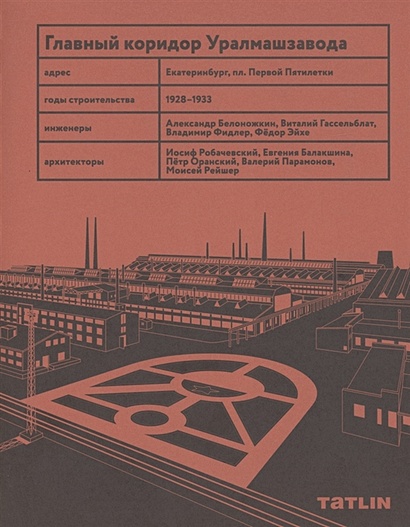 Главный коридор Уралмашзавода
адрес
Екатеринбург, пл. Первой Пятилетки
годы строительства
1928–1933
инженеры
Александр Белоножкин, Виталий Гассельблат,
Владимир Фидлер, Фёдор Эйхе
архитекторы
Иосиф Робачевский, Евгения Балакшина,
Пётр Оранский, Валерий Парамонов,
Моисей Рейшер
TATLIN